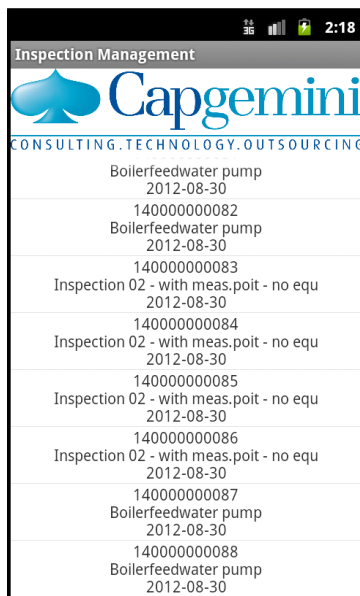 3G 2:18
Inspection Management
Capgemini
CONSULTING.TECHNOLOGY.OUTSOURCING
Boilerfeedwater pump
2012-08-30
140000000082
Boilerfeedwater pump
2012-08-30
140000000083
Inspection 02 - with meas.poit - no equ
2012-08-30
140000000084
Inspection 02 - with meas.poit - no equ
2012-08-30
140000000085
Inspection 02 - with meas.poit - no equ
2012-08-30
140000000086
Inspection 02 - with meas.poit - no equ
2012-08-30
140000000087
Boilerfeedwater pump
2012-08-30
140000000088
Boilerfeedwater pump
2012-08-30